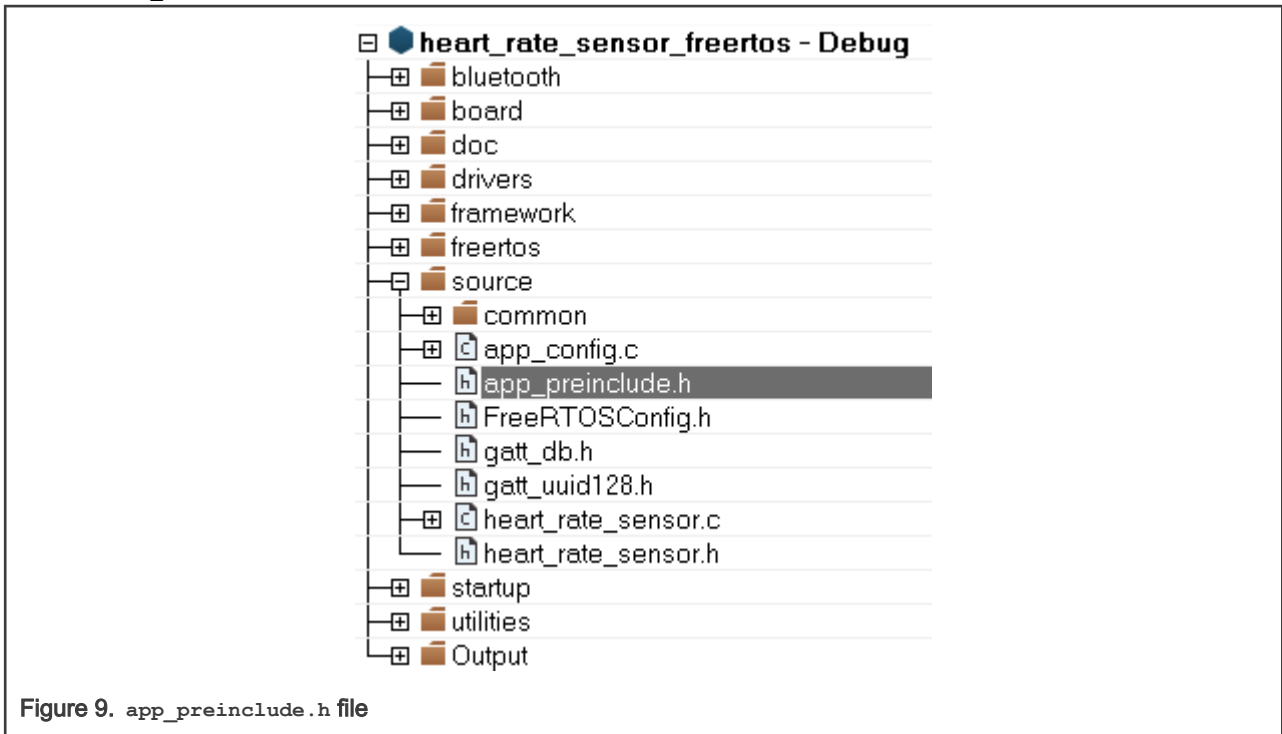 heart_rate_sensor_freertos - Debug
bluetooth
board
doc
drivers
framework
freertos
source
common
app_config.c
app_preinclude.h
FreeRTOSConfig.h
gatt_db.h
gatt_uuid128.h
heart_rate_sensor.c
heart_rate_sensor.h
startup
utilities
Output
Figure 9. app_preinclude.h file